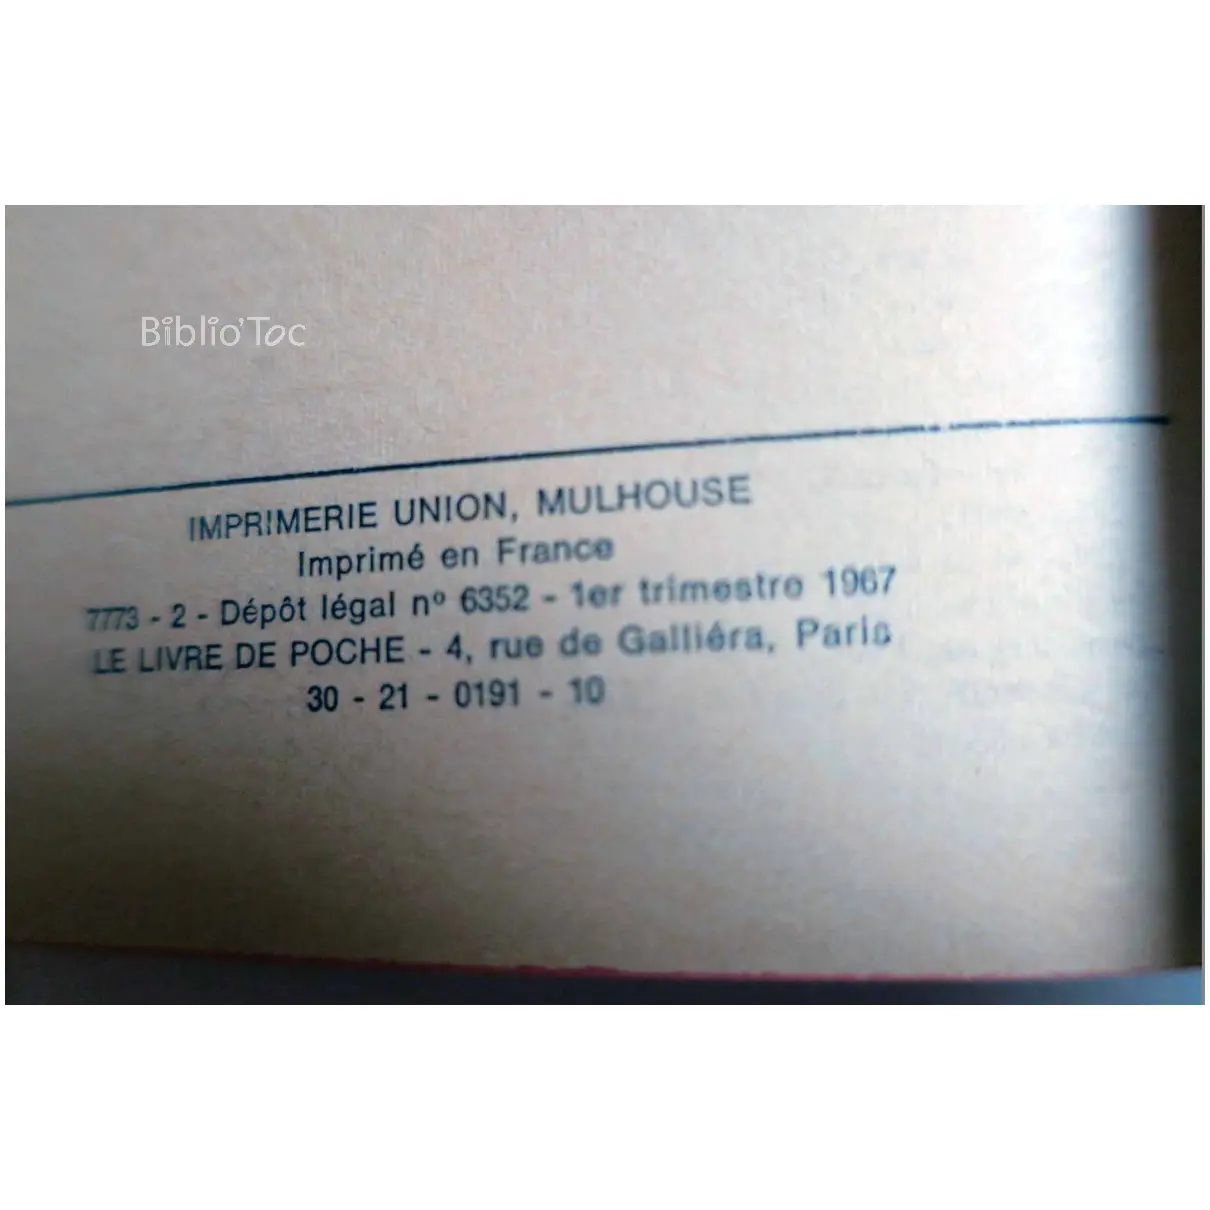 Biblio'Toc
IMPRIMERIE UNION, MULHOUSE
Imprimé en France
7773 - 2 - Dépôt légal nº 6352 - 1er trimestre 1967
LE LIVRE DE POCHE - 4, rue de Galliéra, Paris
30 - 21 - 0191 - 10